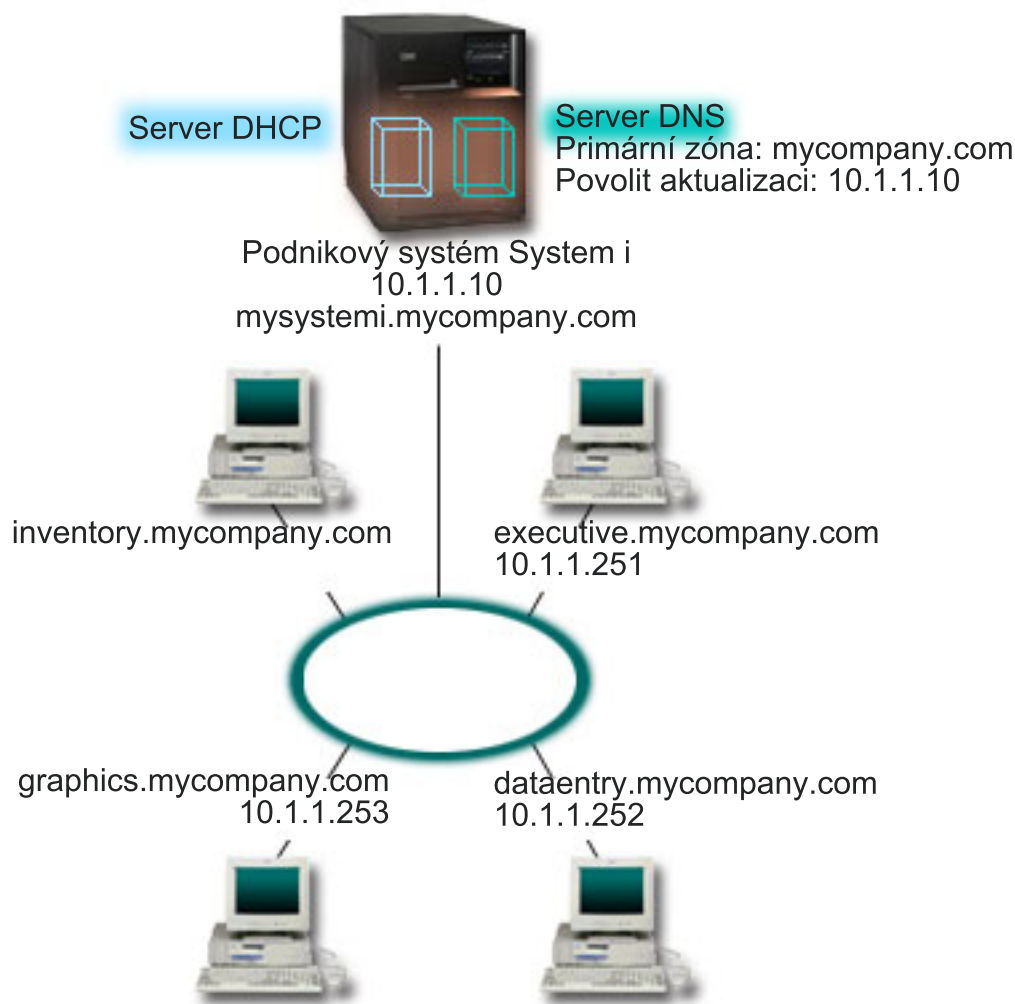 Server DHCP
Server DNS
Primární zóna: mycompany.com
Povolit aktualizaci: 10.1.1.10
Podnikový systém System i
10.1.1.10
mysystemi.mycompany.com
inventory.mycompany.com
executive.mycompany.com
10.1.1.251
graphics.mycompany.com
10.1.1.253
dataentry.mycompany.com
10.1.1.252